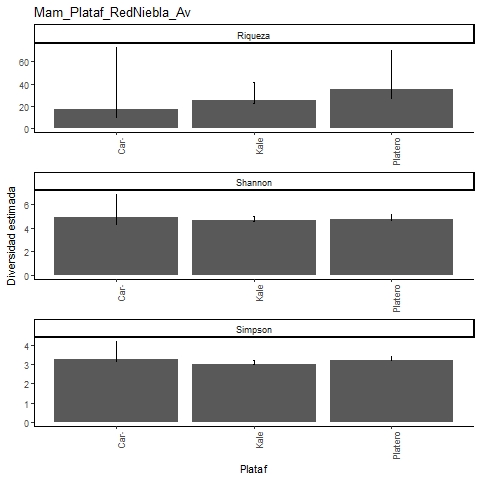 Mam_Plataf_RedNiebla_Av
Riqueza
60
40
20
0
Car-
Kale
Platero
Shannon
6
4
2
0
Car-
Kale
Platero
Simpson
4
3
2
1
0
Car-
Kale
Platero
Diversidad estimada
Plataf